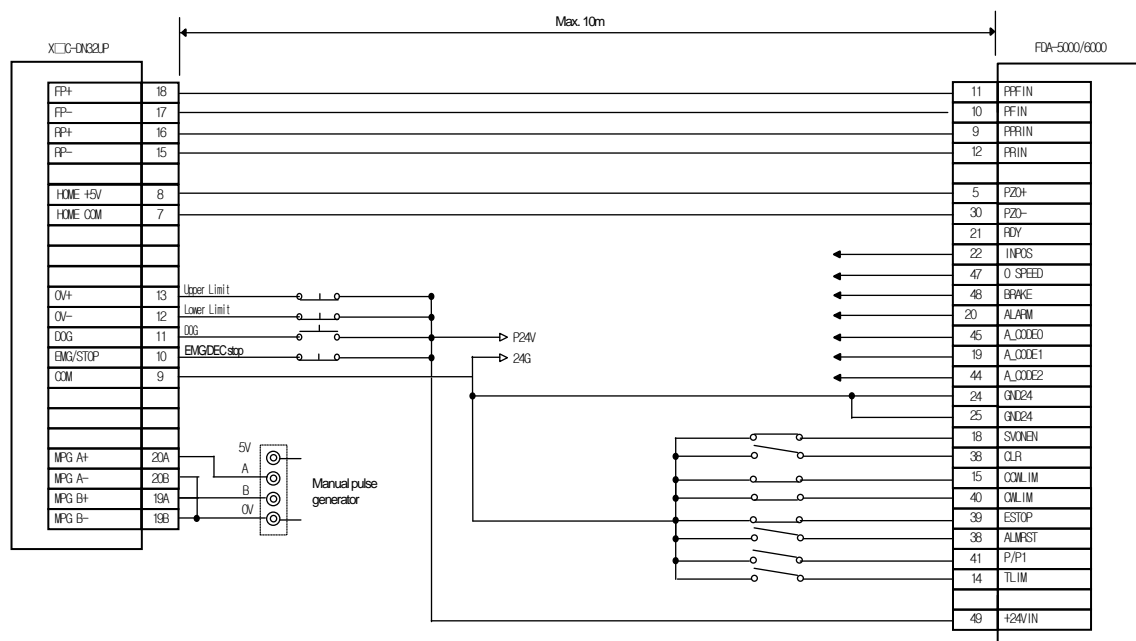 Max. 10m
X□C-DN32UP
FDA-5000/6000
FP+ 18
FP- 17
RP+ 16
RP- 15
HOME +5V 8
HOME COM 7
OV+ 13 Upper Limit
OV- 12 Lower Limit
DOG 11 DOG
EMG/STOP 10 EMG/DEC stop
COM 9
P24V
24G
MPG A+ 20A
MPG A- 20B
MPG B+ 19A
MPG B- 19B
5V
A
B
0V
Manual pulse
generator
11 PPFIN
10 PFIN
9 PPRIN
12 PRIN
5 PZO+
30 PZO-
21 RDY
22 INPOS
47 0 SPEED
48 BRAKE
20 ALARM
45 A_CODE0
19 A_CODE1
44 A_CODE2
24 GND24
25 GND24
18 SVONEN
38 CLR
15 CCWLIM
40 CWLIM
39 ESTOP
38 ALMRST
41 P/P1
14 TLIM
49 +24VIN